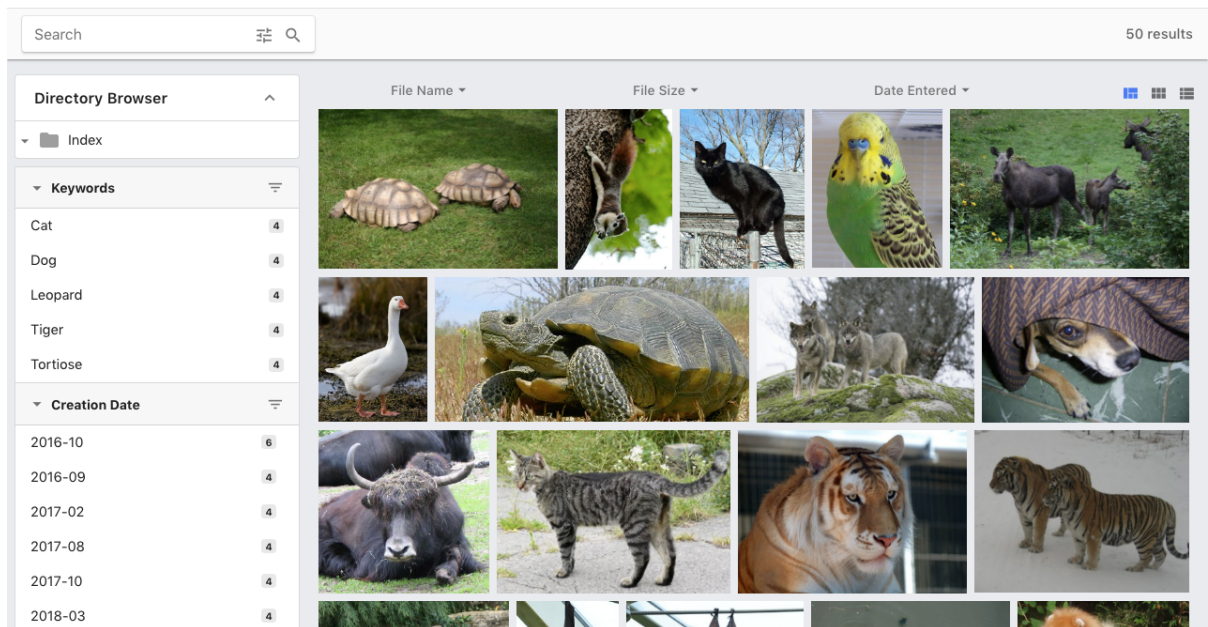 Search
50 results
Directory Browser
File Name
File Size
Date Entered
Index
Keywords
Cat 4
Dog 4
Leopard 4
Tiger 4
Tortoise 4
Creation Date
2016-10 6
2016-09 4
2017-02 4
2017-08 4
2017-10 4
2018-03 4